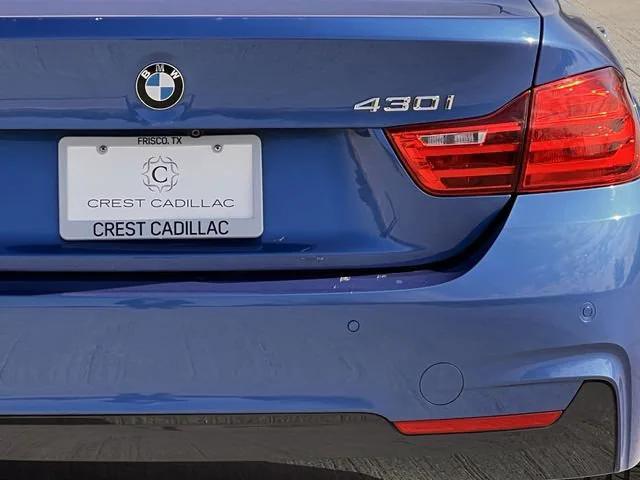 BMW
430i
FRISCO, TX
C
CREST CADILLAC
CREST CADILLAC